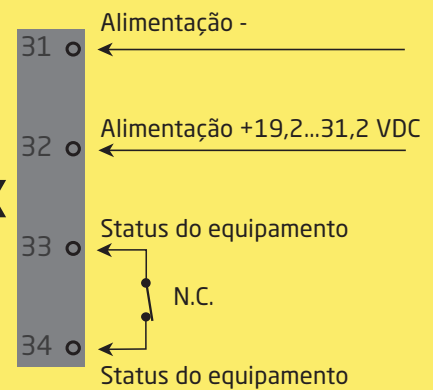 Alimentação -
31
Alimentação +19,2...31,2 VDC
32
Status do equipamento
33
N.C.
34
Status do equipamento